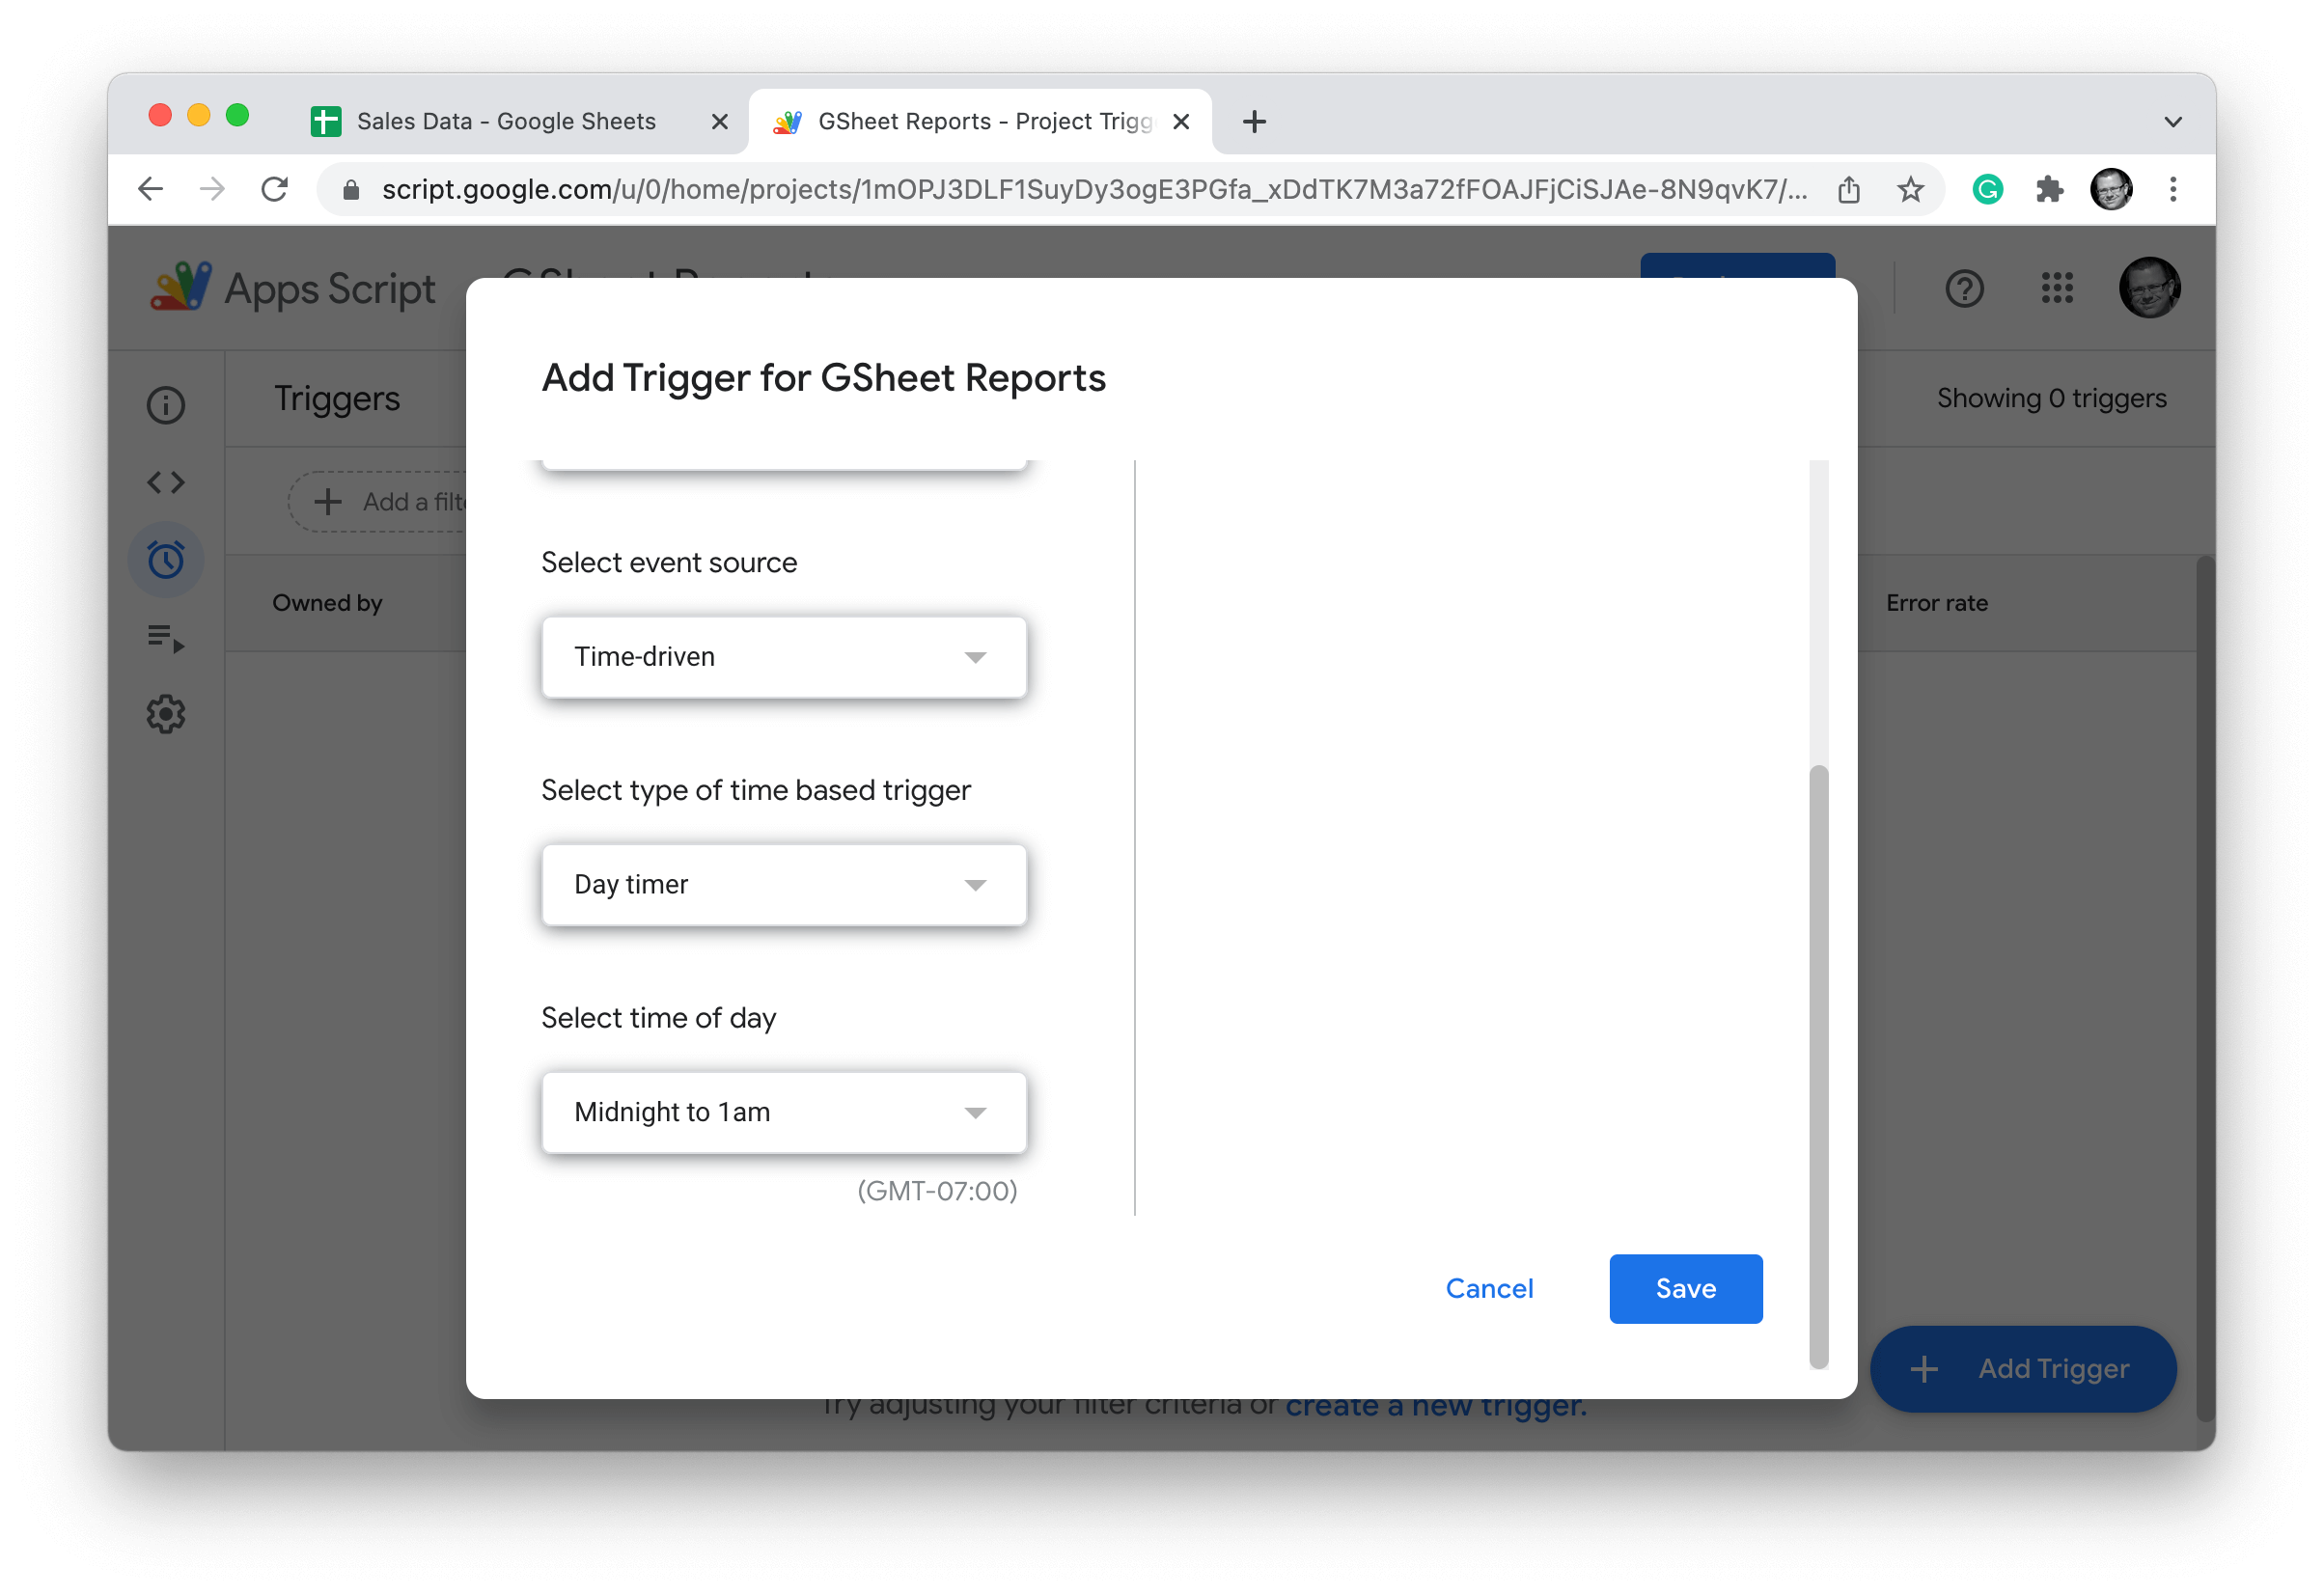 Sales Data - Google Sheets
GSheet Reports - Project Trigg
script.google.com/u/0/home/projects/1mOPJ3DLF1SuyDy3ogE3PGfa_xDdTK7M3a72fFOAJFjCiSJAe-8N9qvK7/...
Apps Script
GSheet Reports
Add Trigger for GSheet Reports
Triggers
Showing 0 triggers
Add a filte
Select event source
Owned by
Error rate
Time-driven
Select type of time based trigger
Day timer
Select time of day
Midnight to 1am
(GMT-07:00)
Cancel
Save
Add Trigger
Try adjusting your filter criteria or create a new trigger.